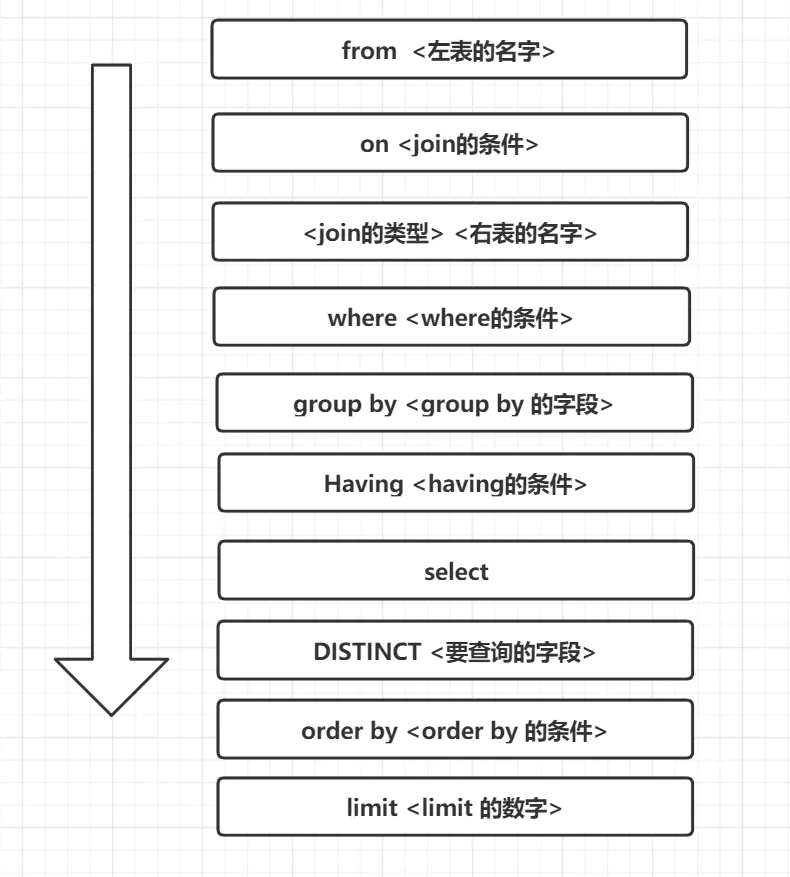 from <左表的名字>
on <join的条件>
<join的类型> <右表的名字>
where <where的条件>
group by <group by 的字段>
Having <having的条件>
select
DISTINCT <要查询的字段>
order by <order by 的条件>
limit <limit 的数字>